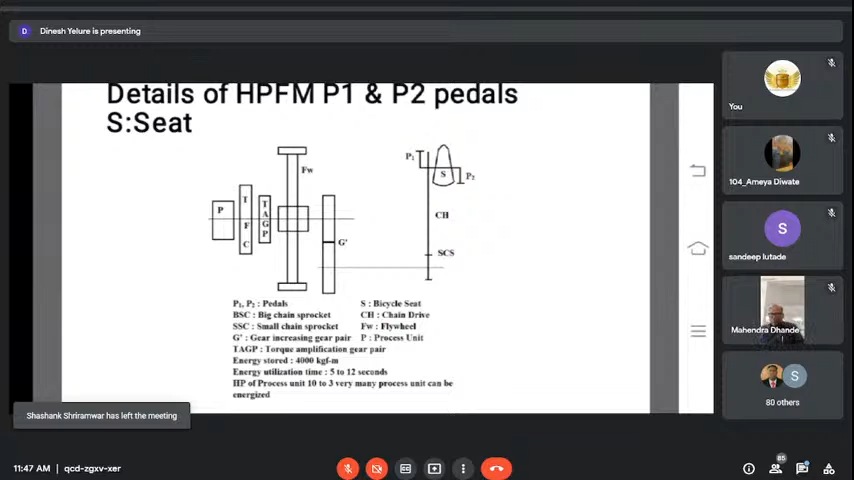 D Dinesh Yelure is presenting
Details of HPFM P1 & P2 pedals
S:Seat
Fw
P
T F C
T A G P
G'
P₁
S
P₂
CH
SCS
P₁, P₂ : Pedals
BSC : Big chain sprocket
SSC : Small chain sprocket
G' : Gear increasing gear pair
TAGP : Torque amplification gear pair
Energy stored : 4000 kgf-m
Energy utilization time : 5 to 12 seconds
HP of Process unit 10 to 3 very many process unit can be
energized
S : Bicycle Seat
CH : Chain Drive
Fw : Flywheel
P : Process Unit
You
104_Ameya Diwate
S
sandeep lutade
Mahendra Dhande
S
80 others
Shashank Shriramwar has left the meeting
11:47 AM | qcd-zgxv-xer
85